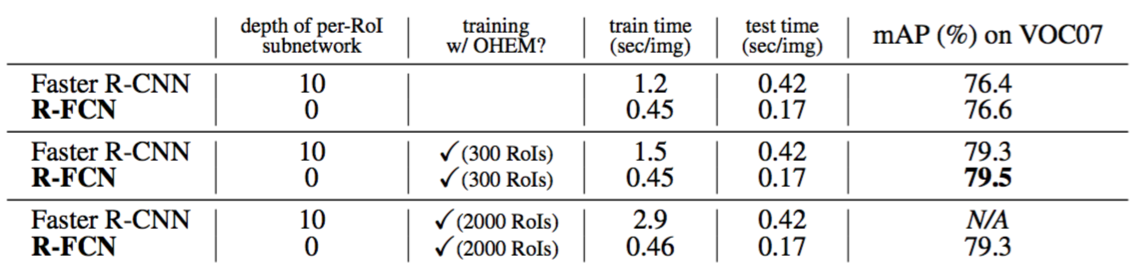 depth of per-RoI subnetwork training w/ OHEM? train time (sec/img) test time (sec/img) mAP (%) on VOC07
Faster R-CNN 10 1.2 0.42 76.4
R-FCN 0 0.45 0.17 76.6
Faster R-CNN 10 ✓(300 RoIs) 1.5 0.42 79.3
R-FCN 0 ✓(300 RoIs) 0.45 0.17 79.5
Faster R-CNN 10 ✓(2000 RoIs) 2.9 0.42 N/A
R-FCN 0 ✓(2000 RoIs) 0.46 0.17 79.3